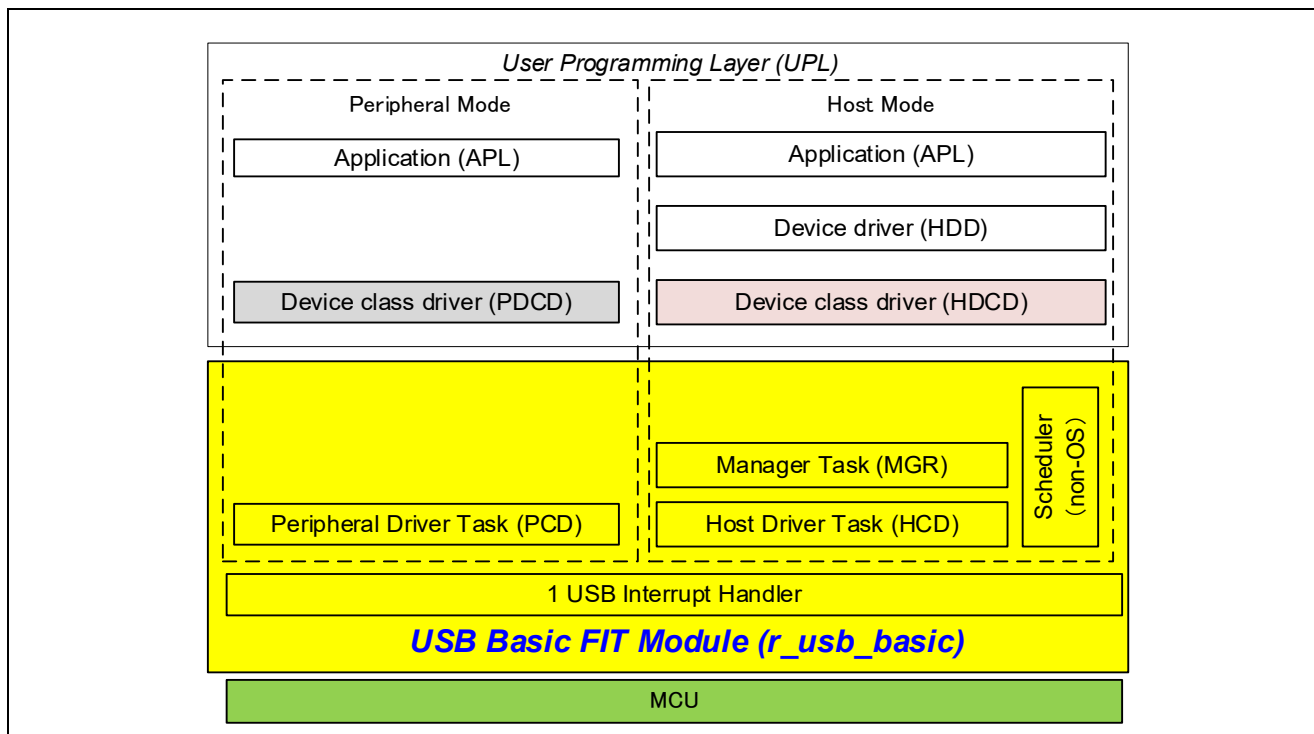 User Programming Layer (UPL)
Peripheral Mode
Host Mode
Application (APL)
Application (APL)
Device driver (HDD)
Device class driver (PDCD)
Device class driver (HDCD)
Scheduler
(non-OS)
Manager Task (MGR)
Peripheral Driver Task (PCD)
Host Driver Task (HCD)
1 USB Interrupt Handler
USB Basic FIT Module (r_usb_basic)
MCU